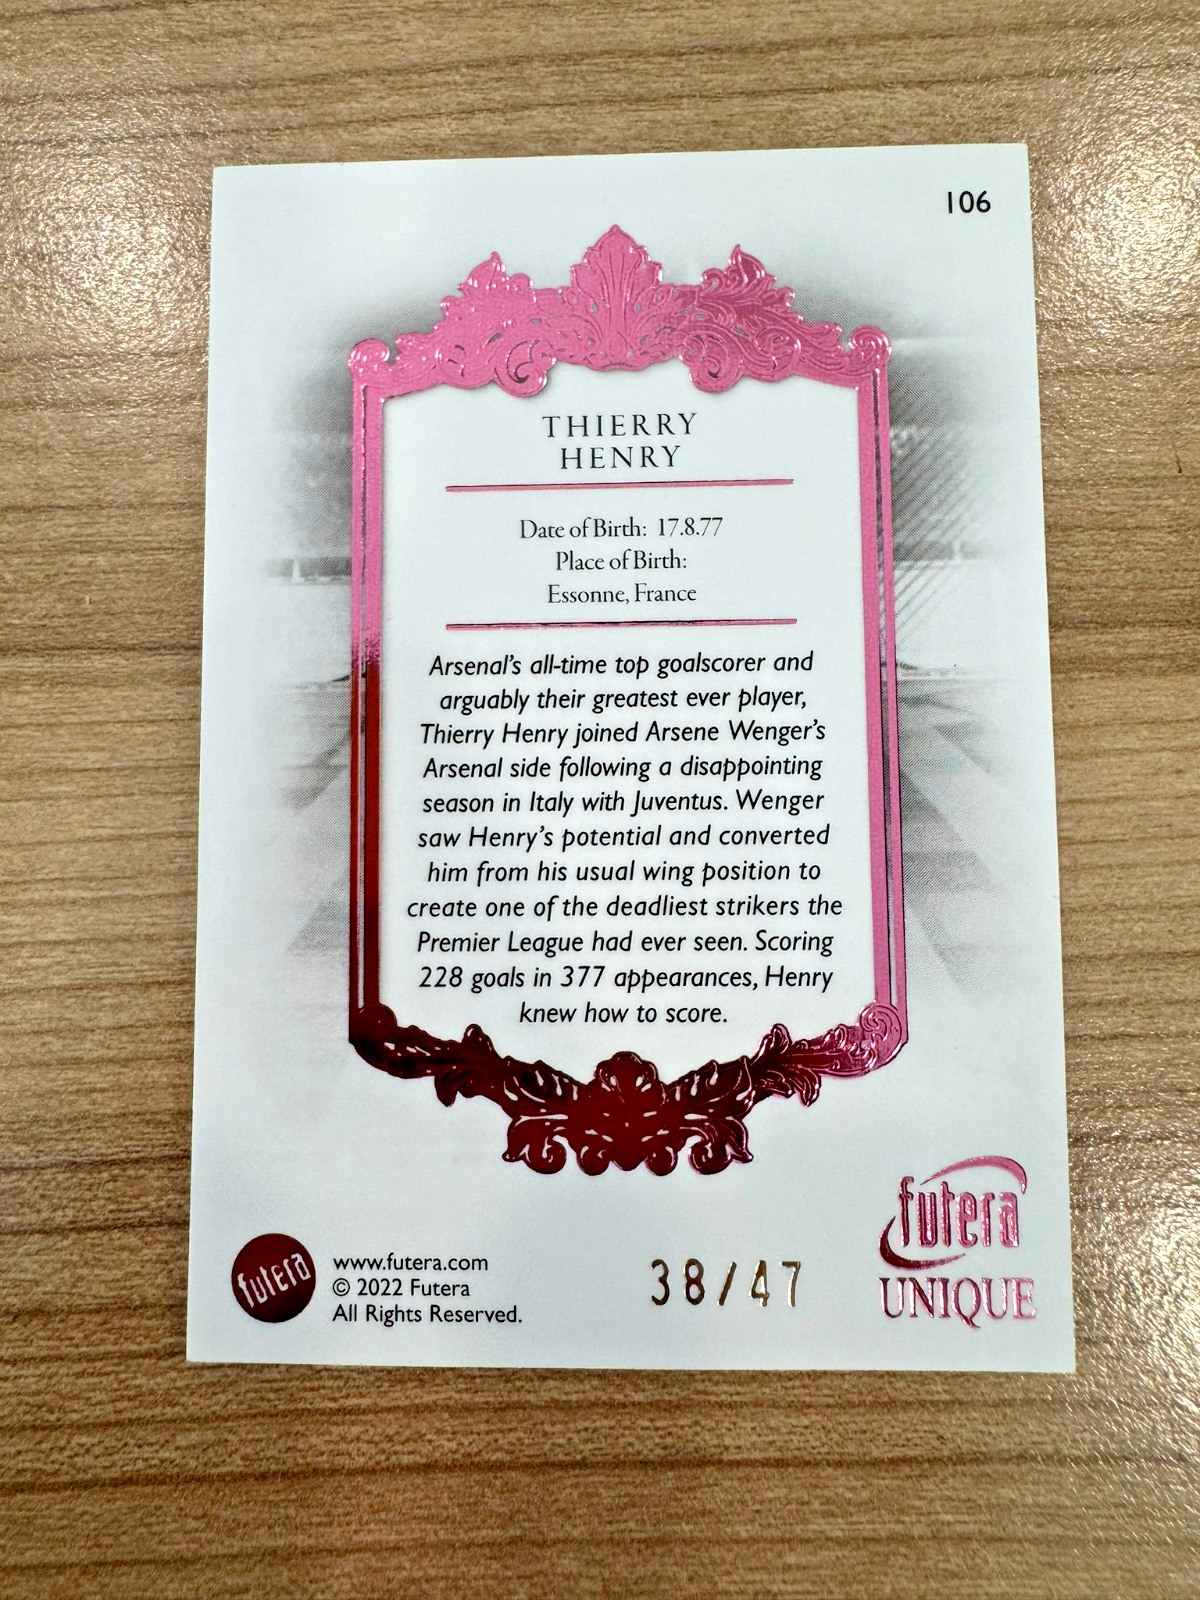 106
THIERRY
HENRY
Date of Birth: 17.8.77
Place of Birth:
Essonne, France
Arsenal's all-time top goalscorer and
arguably their greatest ever player,
Thierry Henry joined Arsene Wenger's
Arsenal side following a disappointing
season in Italy with Juventus. Wenger
saw Henry's potential and converted
him from his usual wing position to
create one of the deadliest strikers the
Premier League had ever seen. Scoring
228 goals in 377 appearances, Henry
knew how to score.
futera
www.futera.com
© 2022 Futera
All Rights Reserved.
38/47
futera
UNIQUE